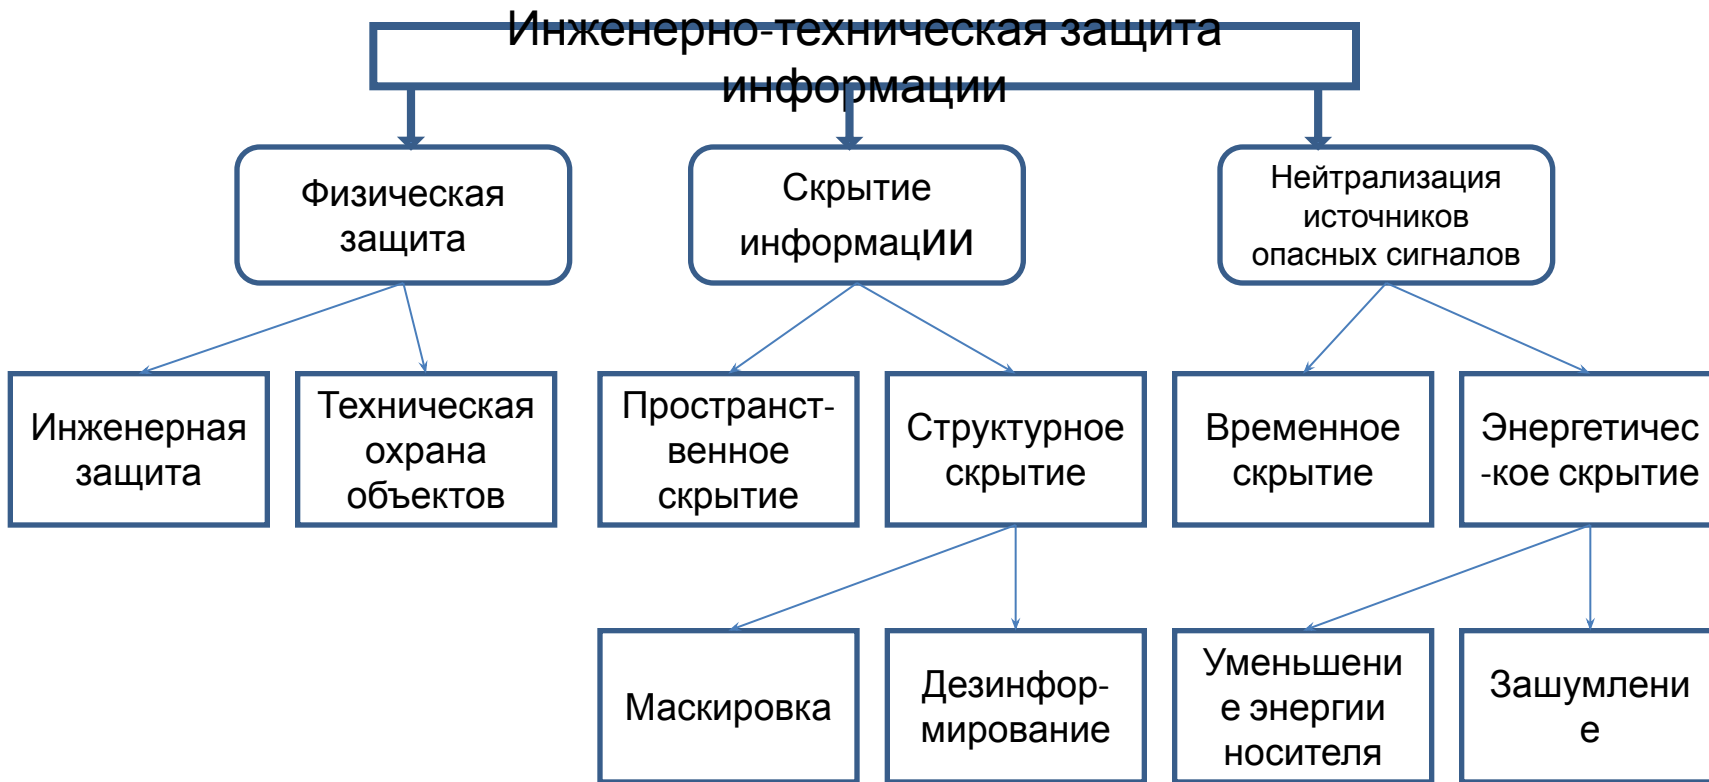 Инженерно-техническая защита
информации
Физическая
защита
Скрытие
информации
Нейтрализация
источников
опасных сигналов
Инженерная
защита
Техническая
охрана
объектов
Пространст-
венное
скрытие
Структурное
скрытие
Временное
скрытие
Энергетичес
-кое скрытие
Маскировка
Дезинфор-
мирование
Уменьшени
е энергии
носителя
Зашумлени
е